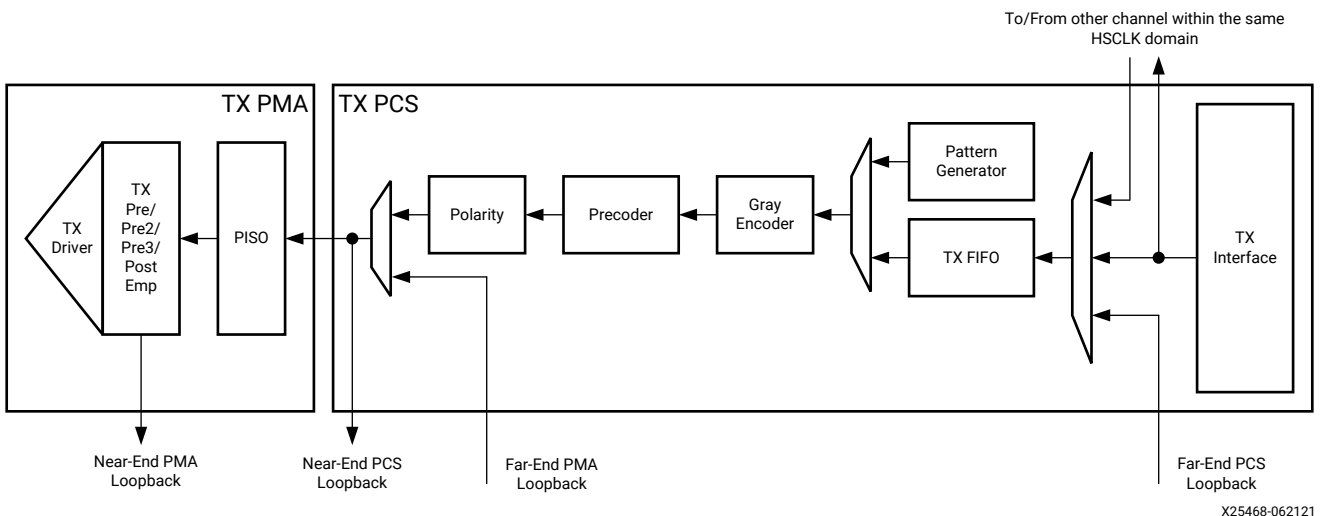 To/From other channel within the same
HSCLK domain
TX PMA
TX PCS
TX
Driver
TX
Pre/
Pre2/
Pre3/
Post
Emp
PISO
Polarity
Precoder
Gray
Encoder
Pattern
Generator
TX FIFO
TX
Interface
Near-End PMA
Loopback
Near-End PCS
Loopback
Far-End PMA
Loopback
Far-End PCS
Loopback
X25468-062121